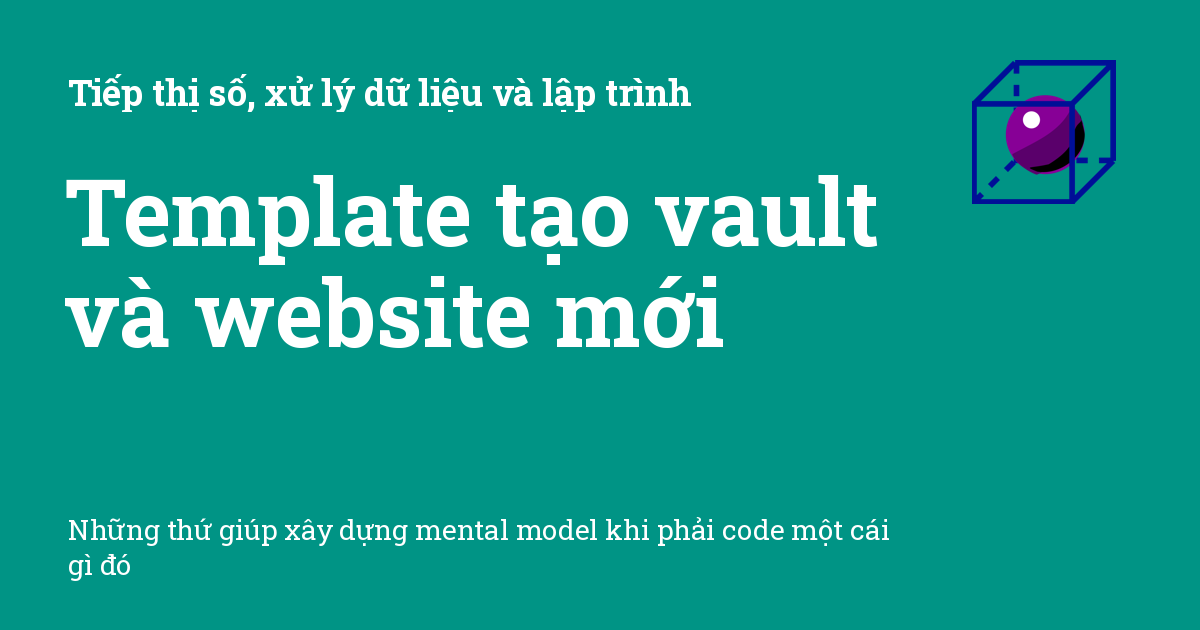 Tiếp thị số, xử lý dữ liệu và lập trình
Template tạo vault
và website mới
Những thứ giúp xây dựng mental model khi phải code một cái
gì đó